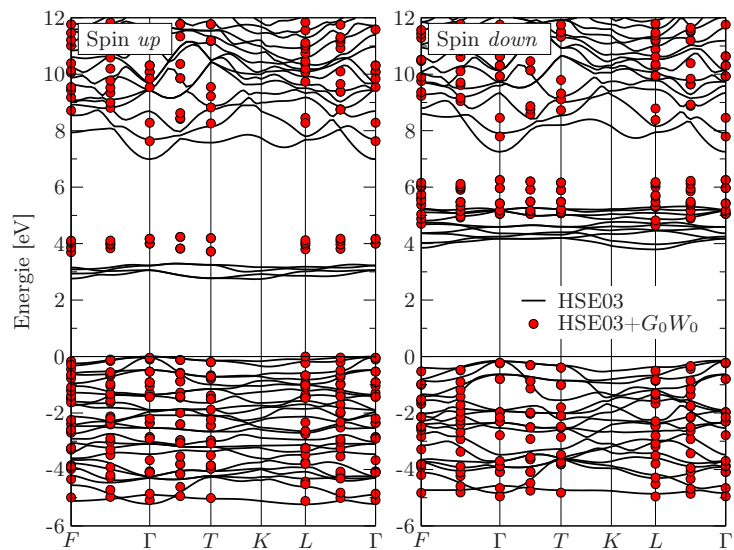 12 12
Spin up Spin down
10 10
8 8
6 6
Energie [eV]
4 4
2 2
HSE03
HSE03+G₀W₀
0 0
-2 -2
-4 -4
-6 -6
F Γ T K L Γ F Γ T K L Γ